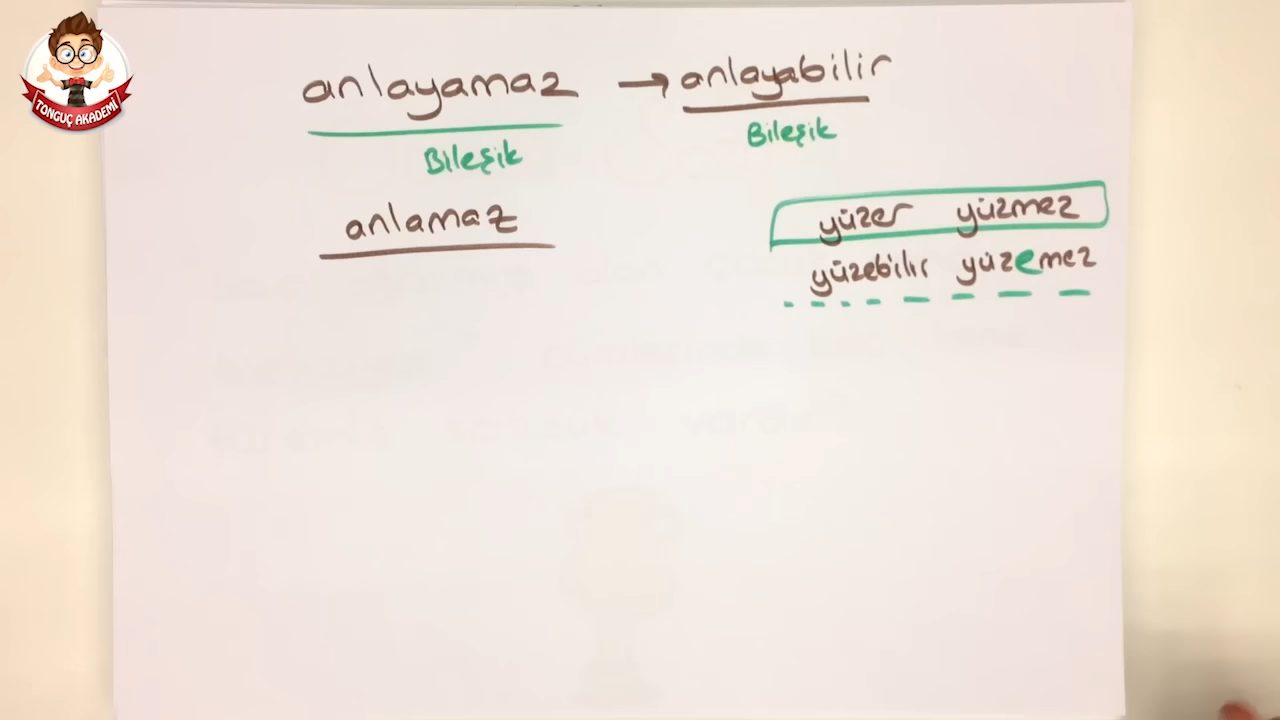 TONGUÇ AKADEMİ
anlayamaz → anlayabilir
Bileşik Bileşik
anlamaz
yüzer yüzmez
yüzebilir yüzemez